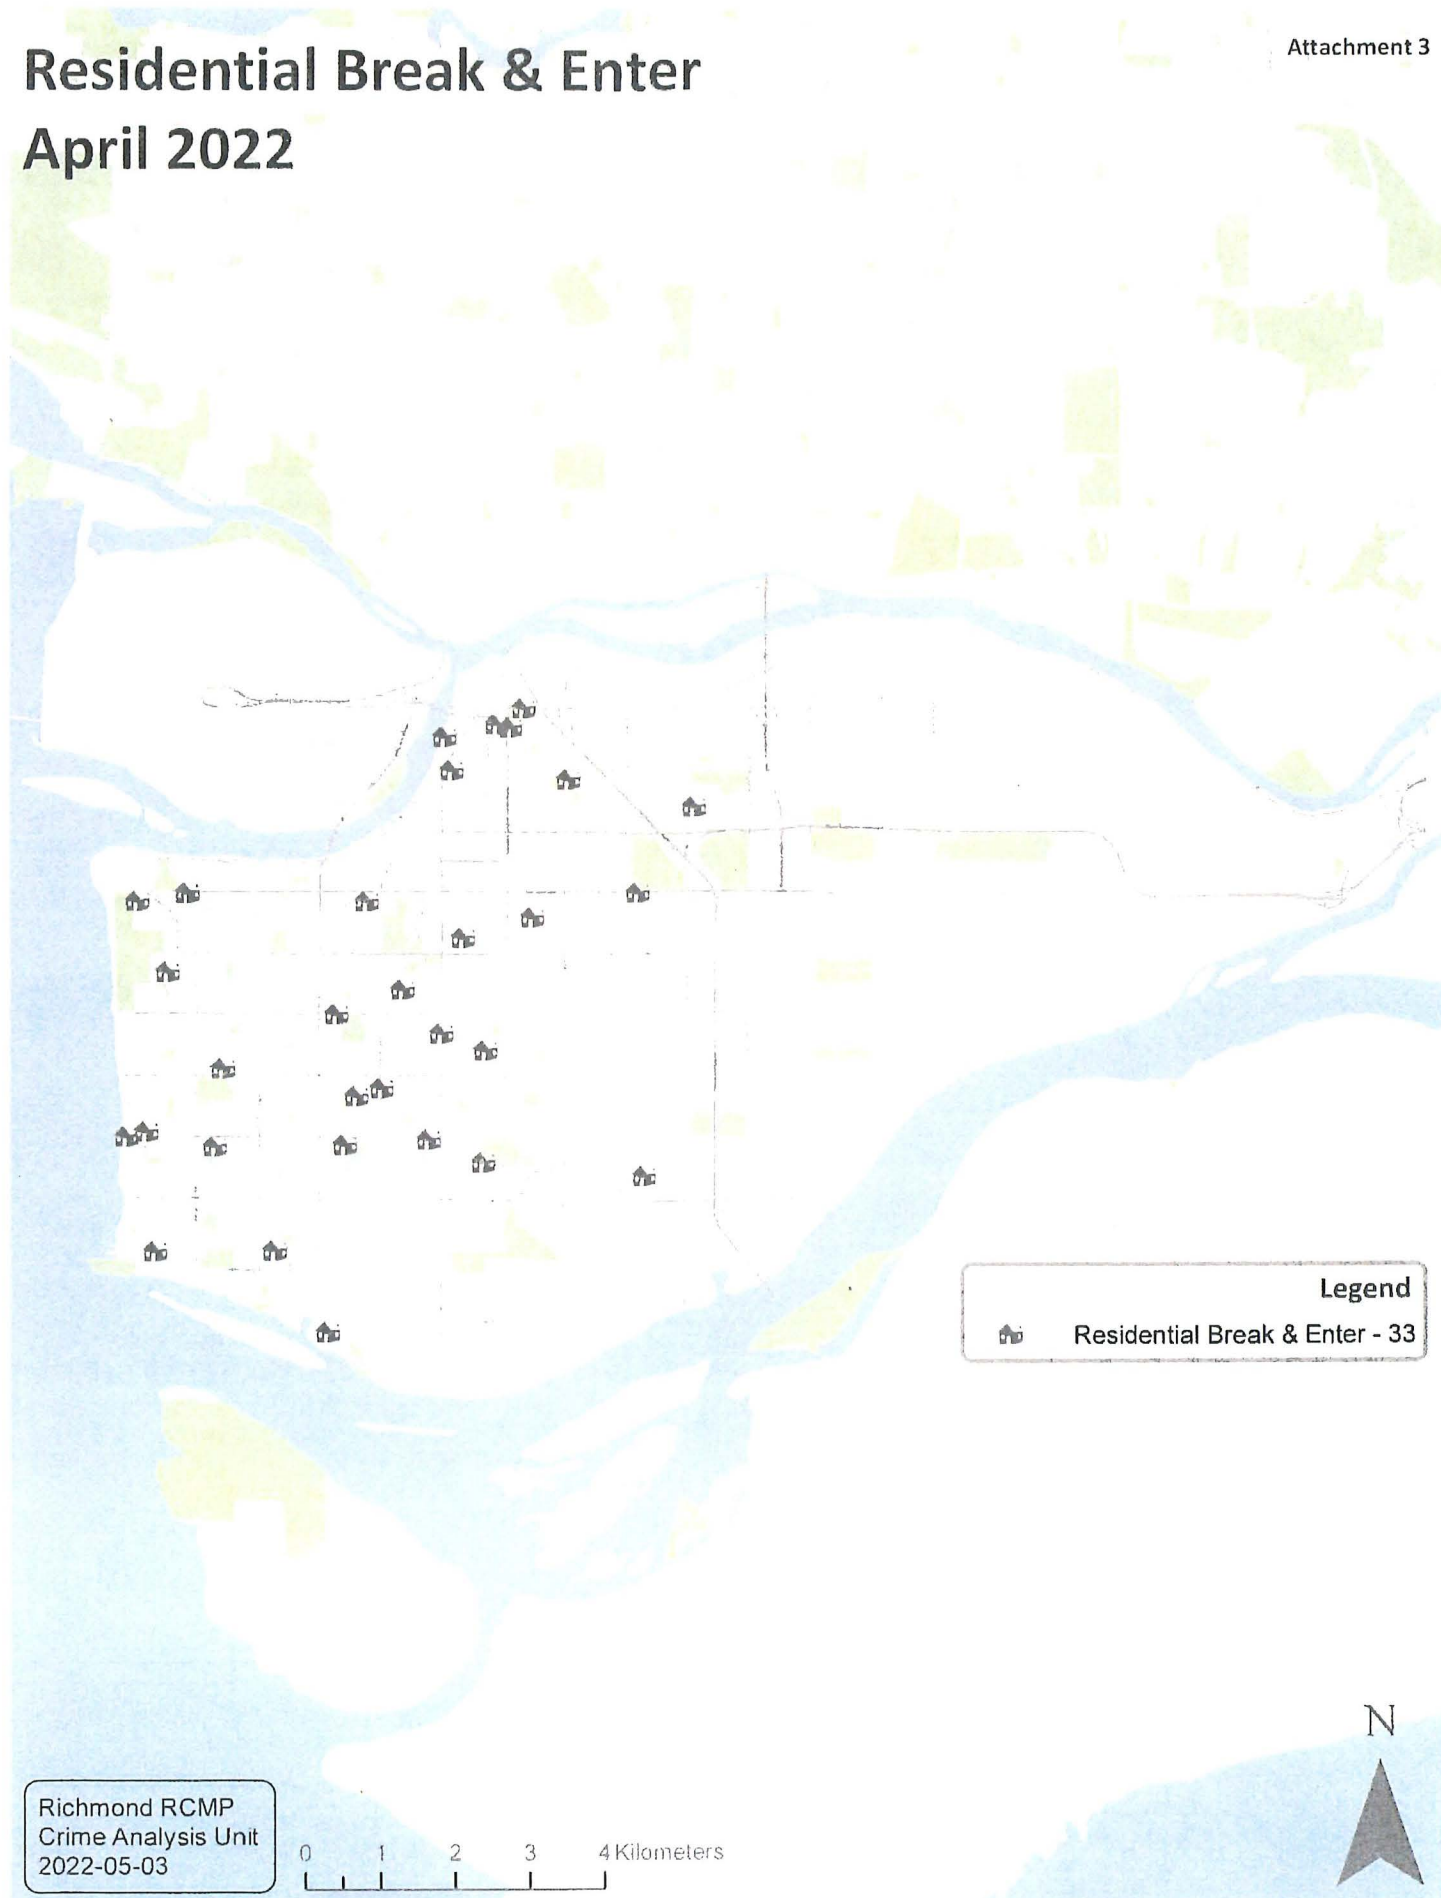 Attachment 3
Residential Break & Enter
April 2022
Legend
Residential Break & Enter - 33
N
Richmond RCMP
Crime Analysis Unit
2022-05-03
0 1 2 3 4 Kilometers